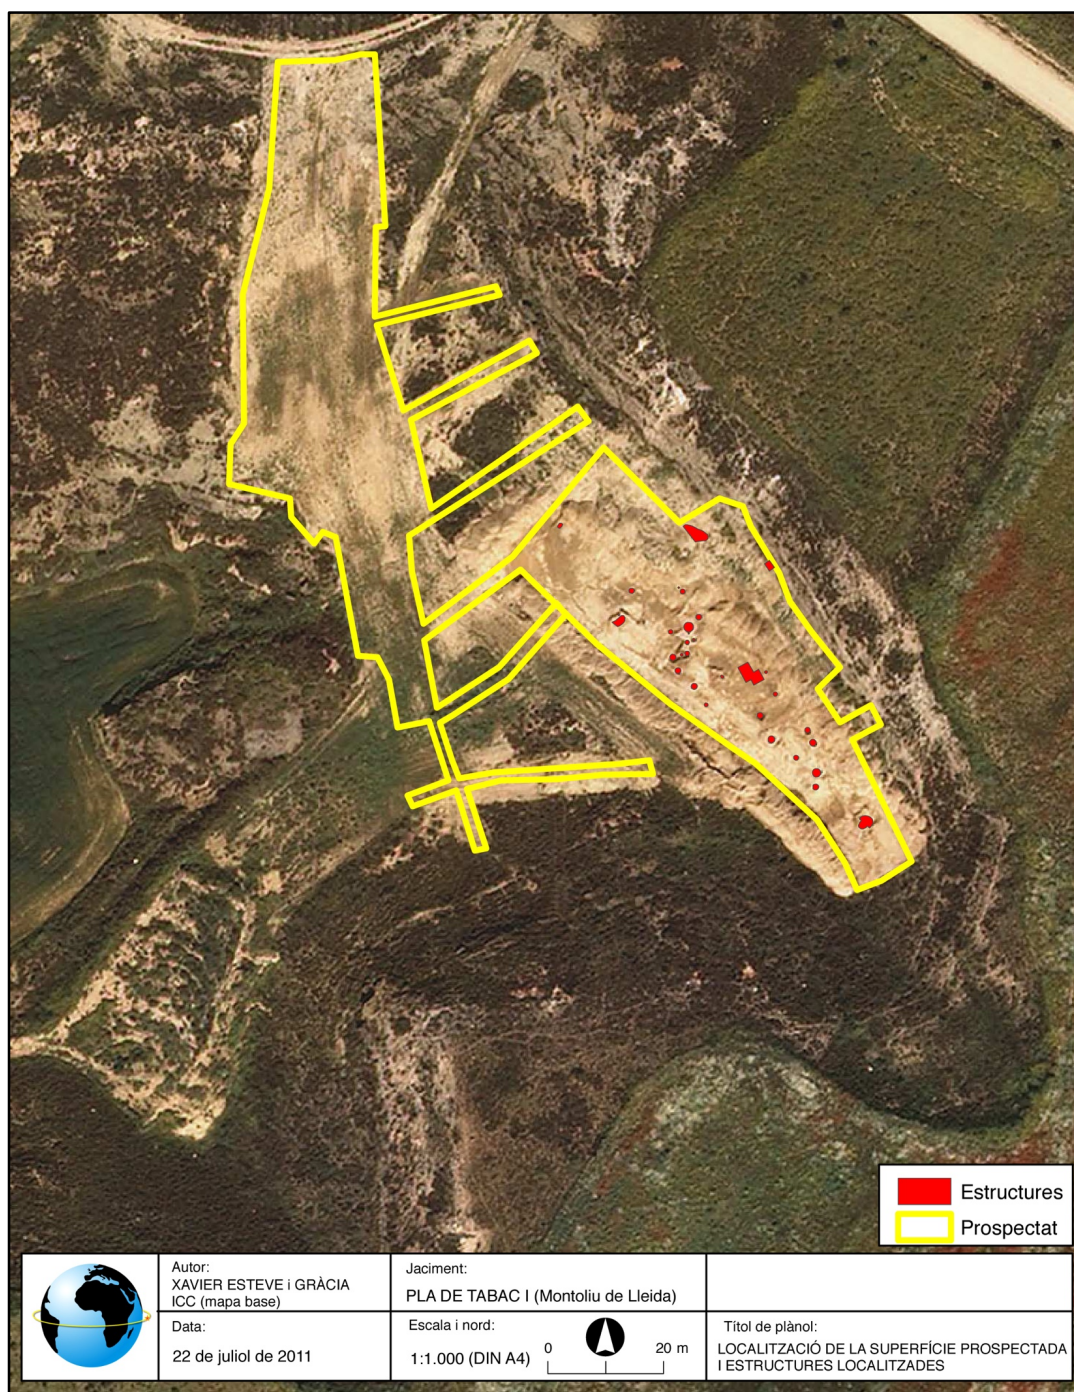 Estructures
Prospectat
Autor:
XAVIER ESTEVE i GRÀCIA
ICC (mapa base)
Data:
22 de juliol de 2011
Jaciment:
PLA DE TABAC I (Montoliu de Lleida)
Escala i nord:
1:1.000 (DIN A4)
0 20 m
Títol de plànol:
LOCALITZACIÓ DE LA SUPERFÍCIE PROSPECTADA
I ESTRUCTURES LOCALITZADES